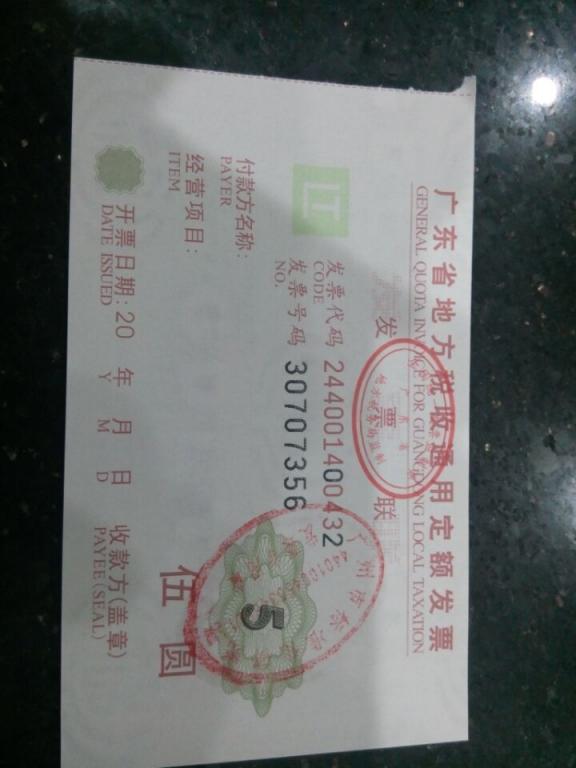 广东省地方税收通用定额发票
GENERAL QUOTA INVOICE FOR GUANGDONG LOCAL TAXATION
发票联
LT
发票代码 244001400432
CODE
发票号码 30707356
NO.
付款方名称:
PAYER
经营项目:
ITEM
5
伍圆
开票日期:20 年 月 日 收款方(盖章)
DATE ISSUED Y M D PAYEE(SEAL)